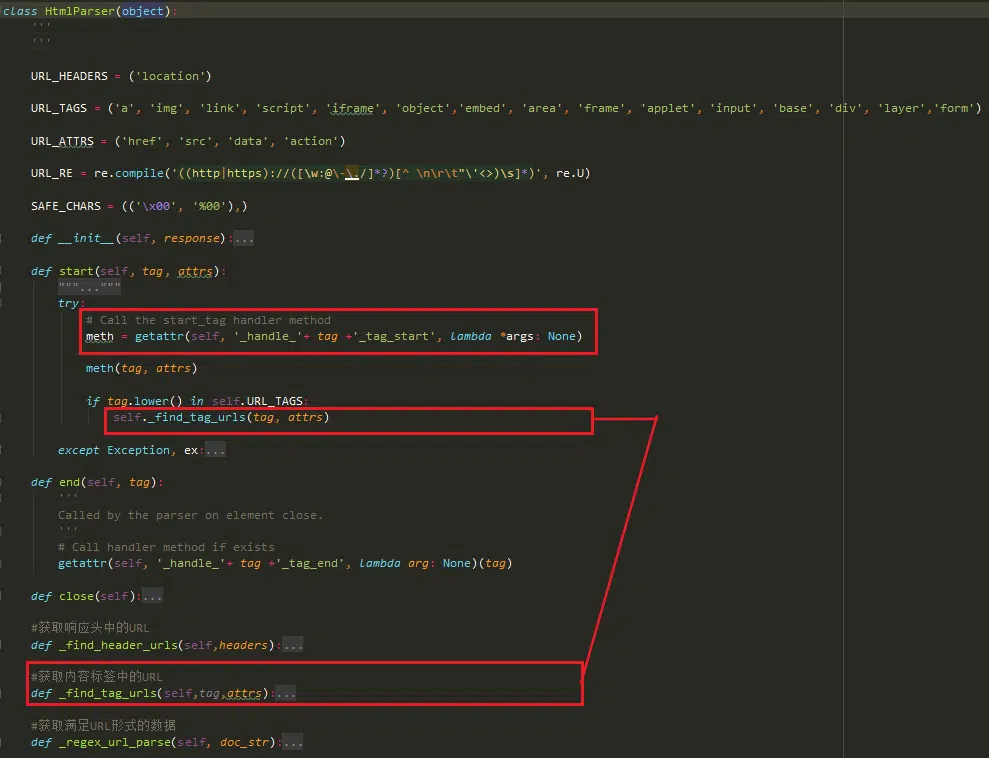 class HtmlParser(object):
'''
'''
URL_HEADERS = ('location')
URL_TAGS = ('a', 'img', 'link', 'script', 'iframe', 'object','embed', 'area', 'frame', 'applet', 'input', 'base', 'div', 'layer','form')
URL_ATTRS = ('href', 'src', 'data', 'action')
URL_RE = re.compile('((http|https)://([\w:@\-\./]*?)[^ \n\r\t"\'<>)\s]*)', re.U)
SAFE_CHARS = (('\x00', '%00'),)
def __init__(self, response):...
def start(self, tag, attrs):
"""..."""
try:
# Call the start_tag handler method
meth = getattr(self, '_handle_'+ tag +'_tag_start', lambda *args: None)
meth(tag, attrs)
if tag.lower() in self.URL_TAGS:
self._find_tag_urls(tag, attrs)
except Exception, ex:...
def end(self, tag):
'''
Called by the parser on element close.
'''
# Call handler method if exists
getattr(self, '_handle_'+ tag +'_tag_end', lambda arg: None)(tag)
def close(self):...
#获取响应头中的URL
def _find_header_urls(self,headers):...
#获取内容标签中的URL
def _find_tag_urls(self,tag,attrs):...
#获取满足URL形式的数据
def _regex_url_parse(self, doc_str):...